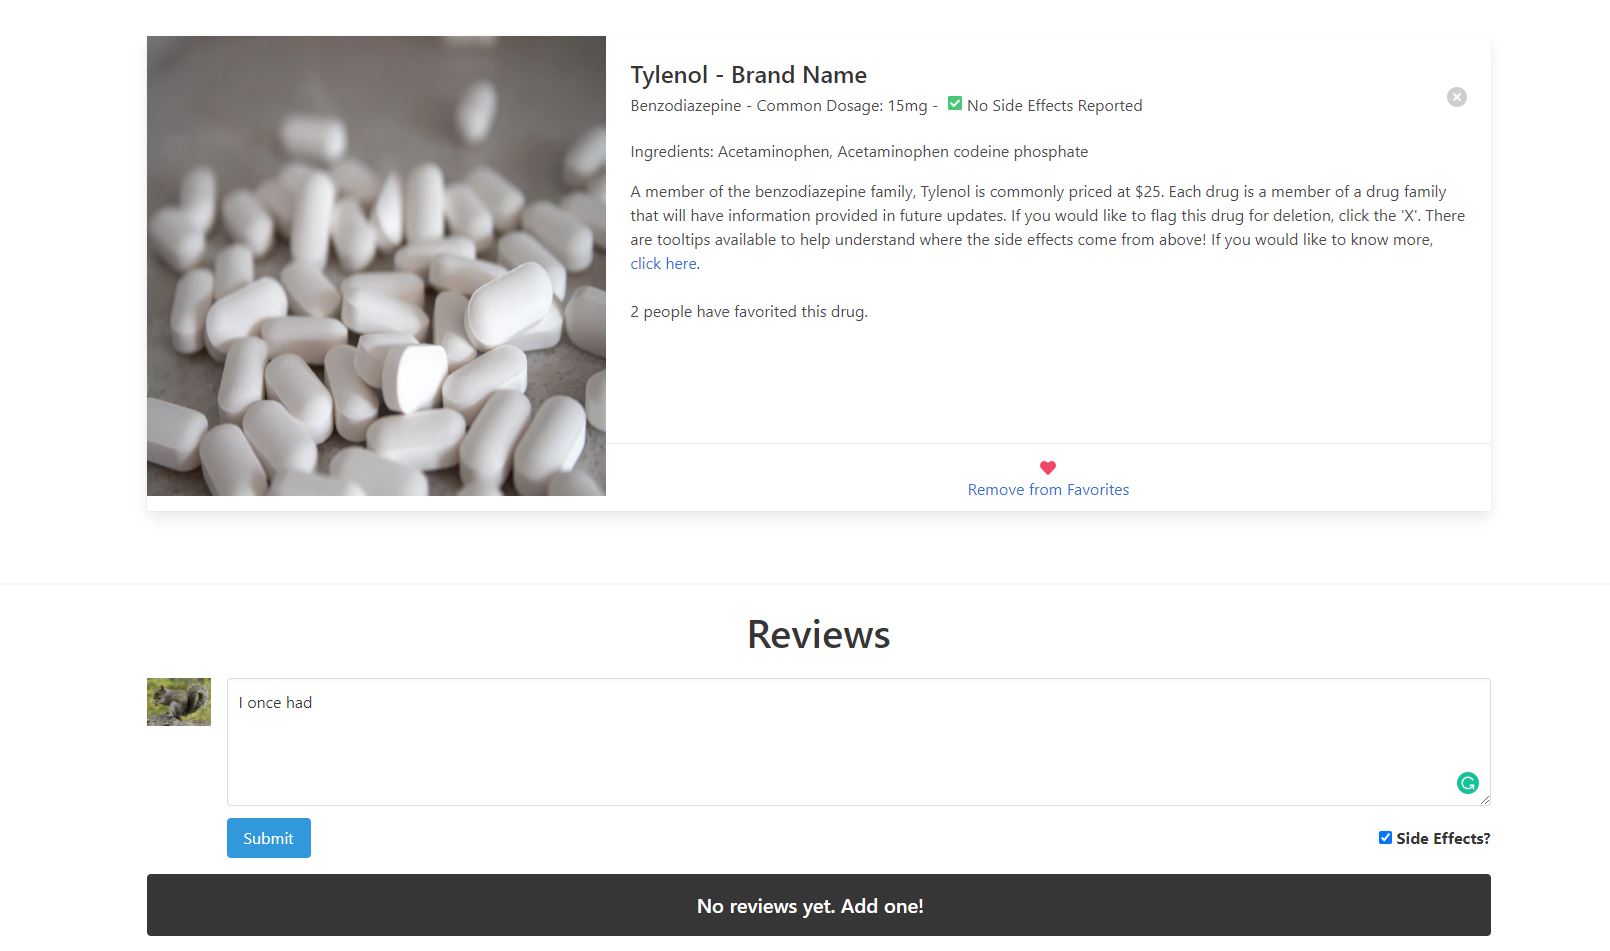 Tylenol - Brand Name
Benzodiazepine - Common Dosage: 15mg - No Side Effects Reported
Ingredients: Acetaminophen, Acetaminophen codeine phosphate
A member of the benzodiazepine family, Tylenol is commonly priced at $25. Each drug is a member of a drug family
that will have information provided in future updates. If you would like to flag this drug for deletion, click the 'X'. There
are tooltips available to help understand where the side effects come from above! If you would like to know more,
click here.
2 people have favorited this drug.
Remove from Favorites
Reviews
I once had
Submit
Side Effects?
No reviews yet. Add one!